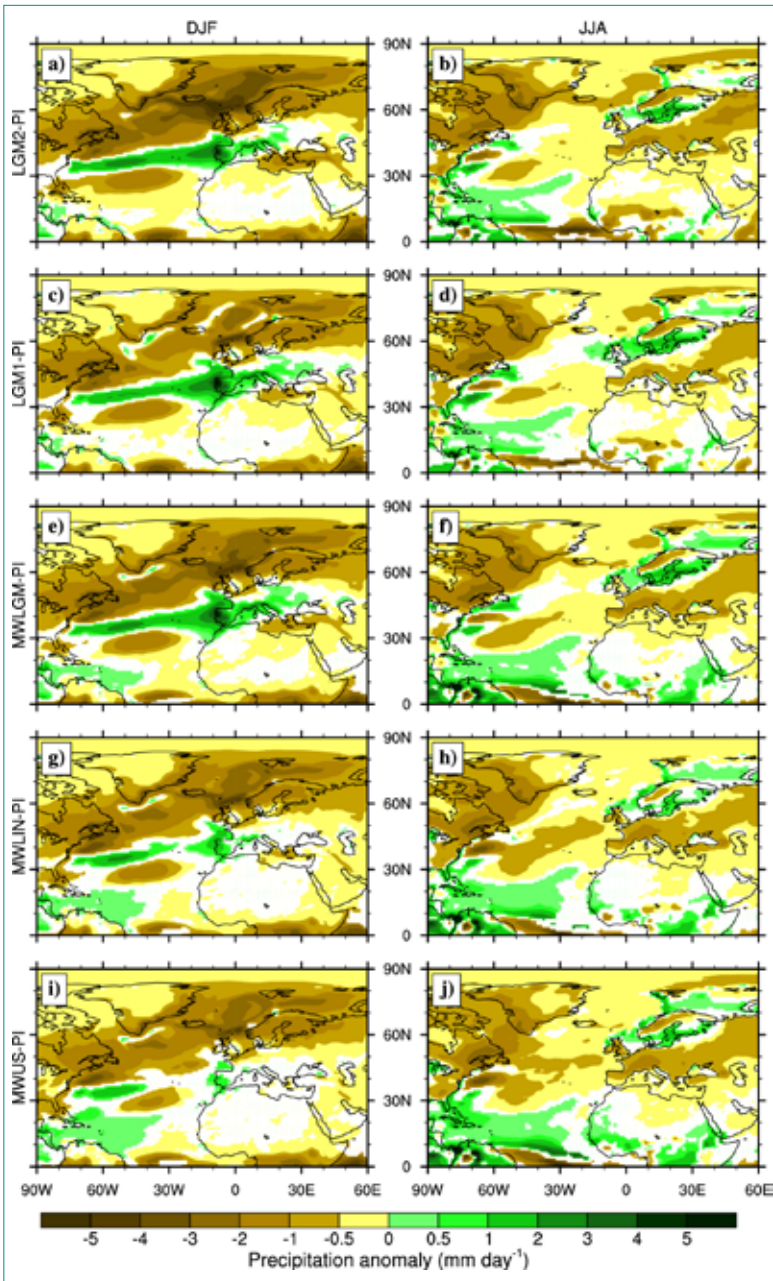 DJF JJA
a) b) 90N
60N
30N
0
LGM2-PI
c) d) 90N
60N
30N
0
LGM1-PI
e) f) 90N
60N
30N
0
MWLGM-PI
g) h) 90N
60N
30N
0
MWLIN-PI
i) j) 90N
60N
30N
0
MWUS-PI
90W 60W 30W 0 30E 60E 90W 60W 30W 0 30E 60E
-5 -4 -3 -2 -1 -0.5 0 0.5 1 2 3 4 5
Precipitation anomaly (mm day⁻¹)